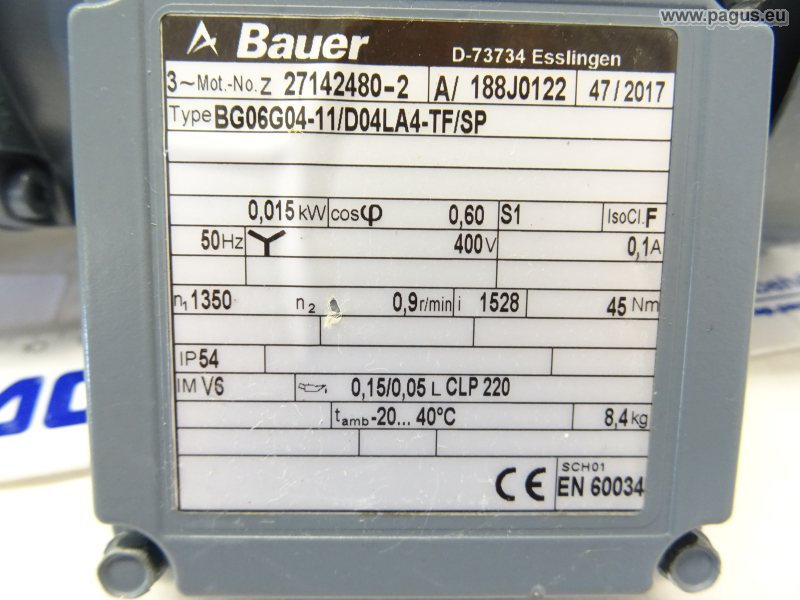 www.pagus.eu
Bauer D-73734 Esslingen
3~Mot.-No. Z 27142480-2 A/ 188J0122 47/2017
Type BG06G04-11/D04LA4-TF/SP
0,015 kW cosφ 0,60 S1 IsoCl. F
50Hz 400V 0,1A
n₁ 1350 n₂ 0,9 r/min i 1528 45 Nm
IP 54
IM V6 0,15/0,05 L CLP 220
tamb -20... 40°C 8,4 kg
SCH01
CE EN 60034